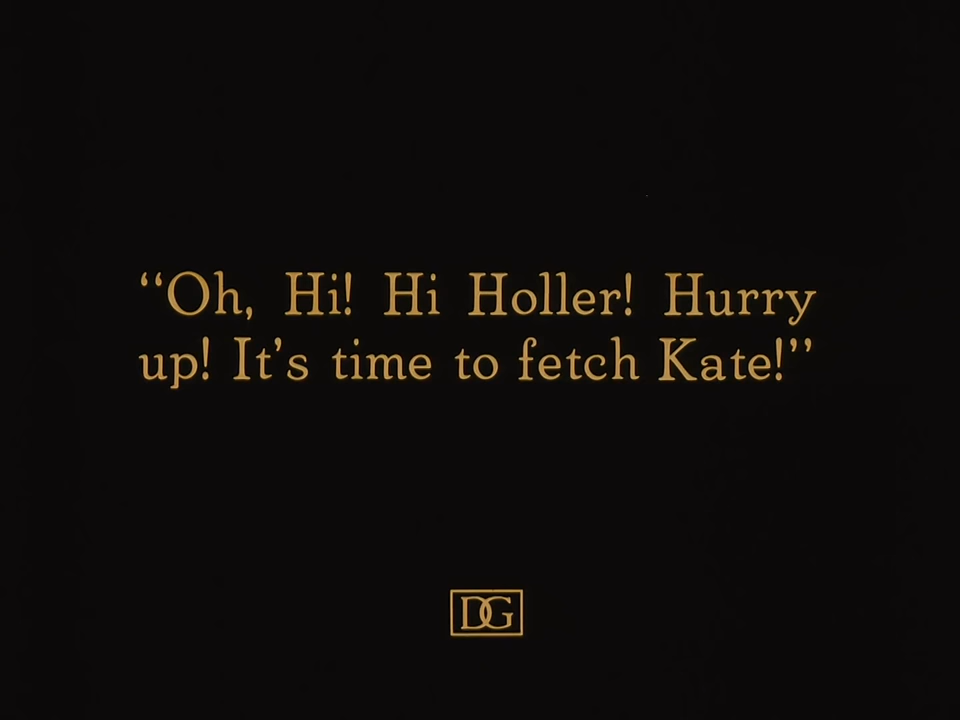 “Oh, Hi! Hi Holler! Hurry
up! It’s time to fetch Kate!”
DG